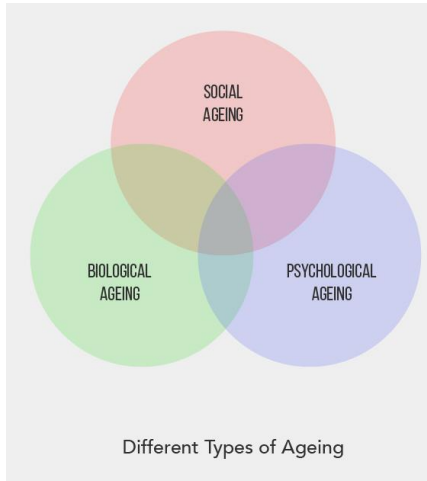 SOCIAL
AGEING
BIOLOGICAL
AGEING
PSYCHOLOGICAL
AGEING
Different Types of Ageing